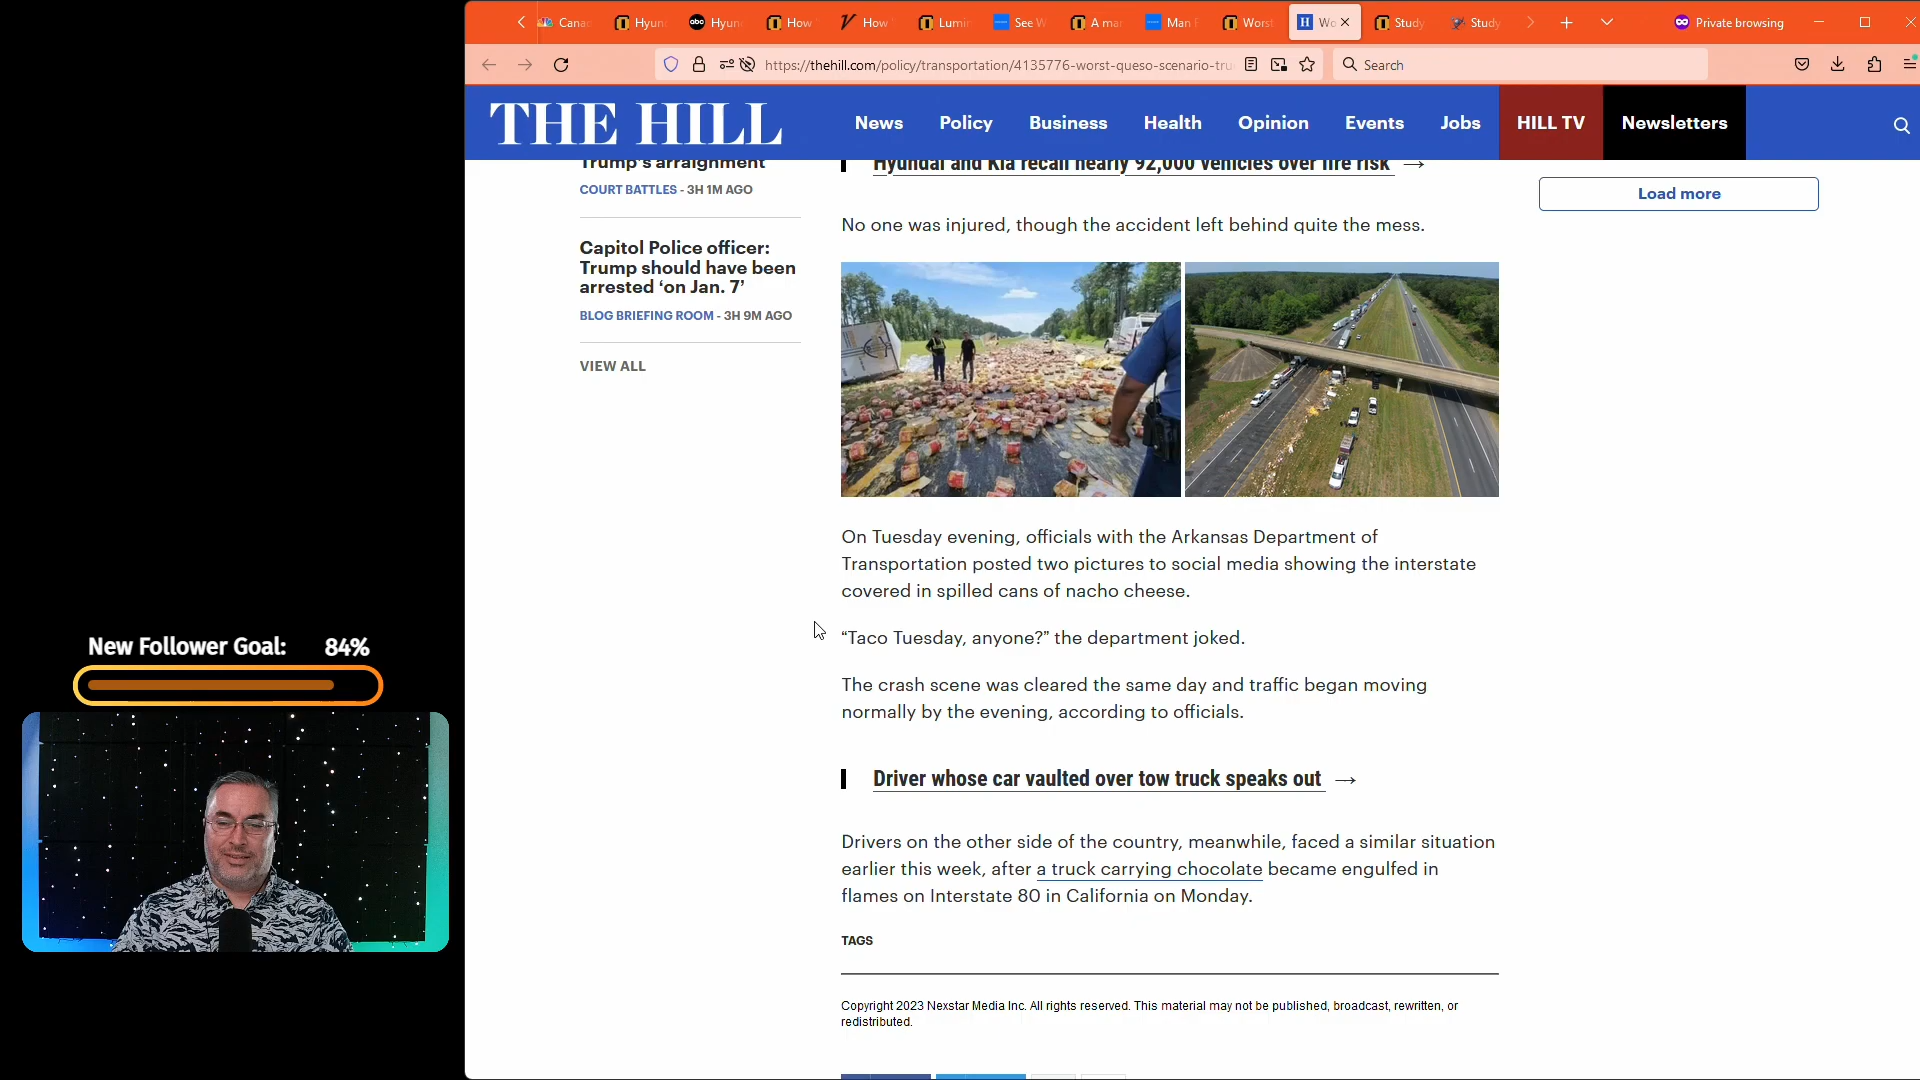 Cana
Hyun
abc
Hyun
How
How
Lumin
See W
A ma
Man
Worst
H
Wo
Study
Study
Private browsing
https://thehill.com/policy/transportation/4135776-worst-queso-scenario-tru
Search
THE HILL
News
Policy
Business
Health
Opinion
Events
Jobs
HILL TV
Newsletters
Trump's arraignment
COURT BATTLES - 3H 1M AGO
Capitol Police officer:
Trump should have been
arrested ‘on Jan. 7’
BLOG BRIEFING ROOM - 3H 9M AGO
VIEW ALL
Hyundai and Kia recall nearly 92,000 vehicles over fire risk →
No one was injured, though the accident left behind quite the mess.
On Tuesday evening, officials with the Arkansas Department of
Transportation posted two pictures to social media showing the interstate
covered in spilled cans of nacho cheese.
“Taco Tuesday, anyone?” the department joked.
The crash scene was cleared the same day and traffic began moving
normally by the evening, according to officials.
Driver whose car vaulted over tow truck speaks out →
Drivers on the other side of the country, meanwhile, faced a similar situation
earlier this week, after a truck carrying chocolate became engulfed in
flames on Interstate 80 in California on Monday.
TAGS
Copyright 2023 Nexstar Media Inc. All rights reserved. This material may not be published, broadcast, rewritten, or
redistributed.
Load more
New Follower Goal: 84%